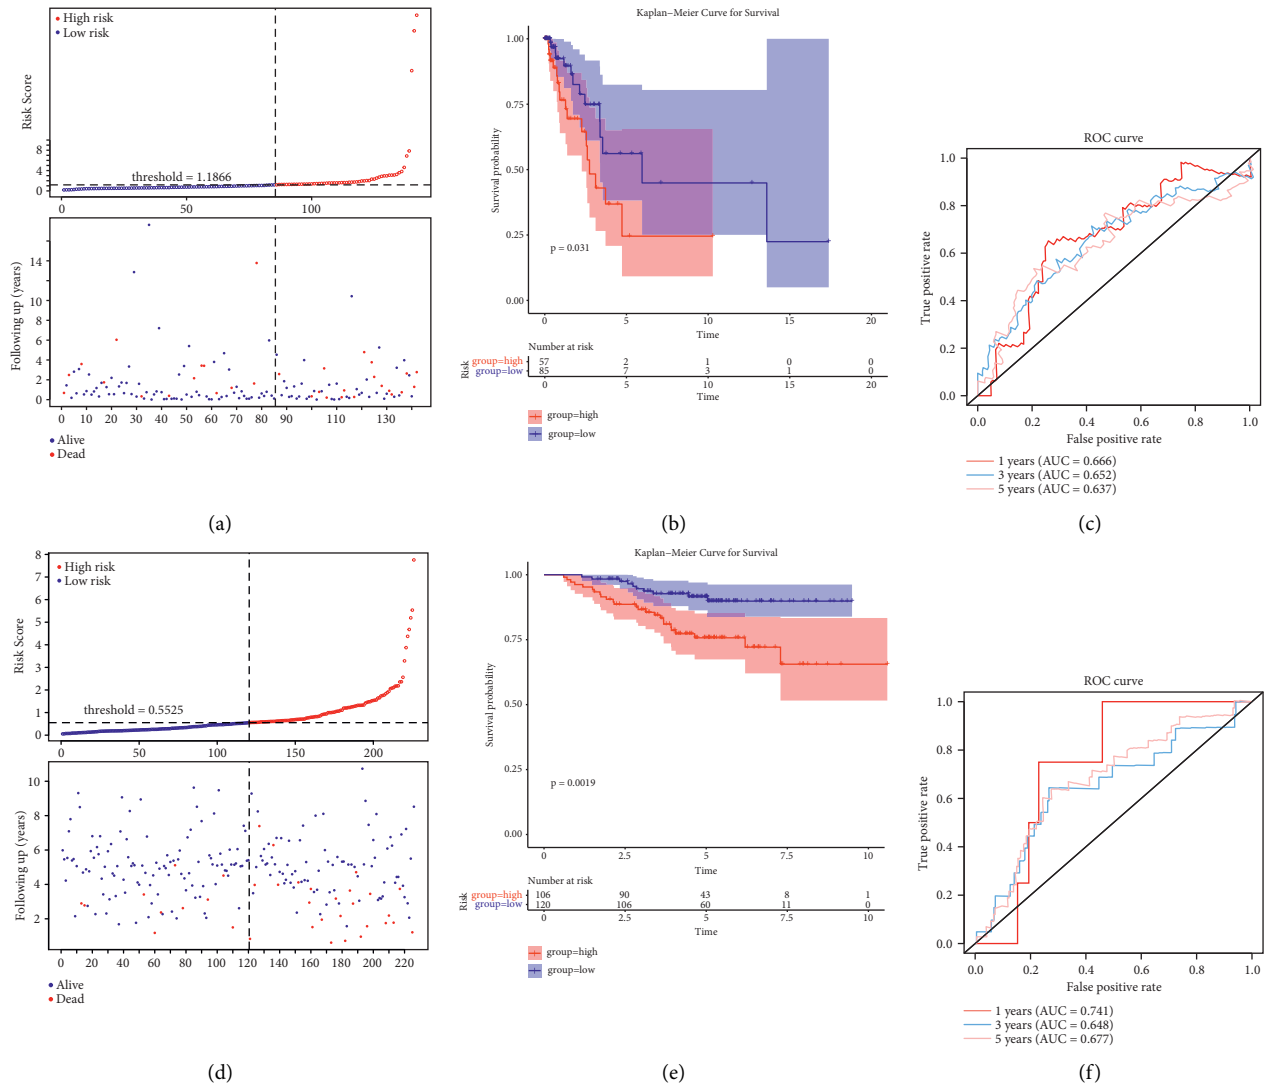 High risk
Low risk
Risk Score
8
4
0
threshold = 1.1866
0 50 100
Following up (years)
14
10
8
6
4
2
0
0 10 20 30 40 50 60 70 80 90 110 130
Alive
Dead
(a)
Kaplan–Meier Curve for Survival
Survival probability
1.00
0.75
0.50
0.25
0.00
p = 0.031
0 5 10 15 20
Time
Number at risk
Risk
group=high 57 2 1 0 0
group=low 85 7 3 1 0
0 5 10 15 20
Time
group=high
group=low
(b)
ROC curve
True positive rate
1.0
0.8
0.6
0.4
0.2
0.0
0.0 0.2 0.4 0.6 0.8 1.0
False positive rate
1 years (AUC = 0.666)
3 years (AUC = 0.652)
5 years (AUC = 0.637)
(c)
High risk
Low risk
Risk Score
8
7
6
5
4
3
2
1
0
threshold = 0.5525
0 50 100 150 200
Following up (years)
10
8
6
4
2
0 20 40 60 80 100 120 140 160 180 200 220
Alive
Dead
(d)
Kaplan–Meier Curve for Survival
Survival probability
1.00
0.75
0.50
0.25
0.00
p = 0.0019
0 2.5 5 7.5 10
Time
Number at risk
Risk
group=high 106 90 43 8 1
group=low 120 106 60 11 0
0 2.5 5 7.5 10
Time
group=high
group=low
(e)
ROC curve
True positive rate
1.0
0.8
0.6
0.4
0.2
0.0
0.0 0.2 0.4 0.6 0.8 1.0
False positive rate
1 years (AUC = 0.741)
3 years (AUC = 0.648)
5 years (AUC = 0.677)
(f)